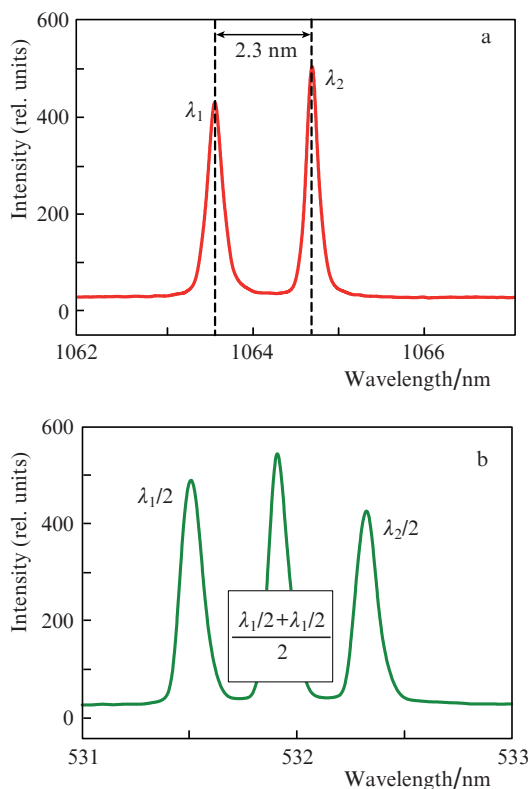 a
2.3 nm
λ1
λ2
Intensity (rel. units)
600
400
200
0
1062
1064
1066
Wavelength/nm
b
λ1/2
λ2/2
λ1/2+λ1/2
2
Intensity (rel. units)
600
400
200
0
531
532
533
Wavelength/nm